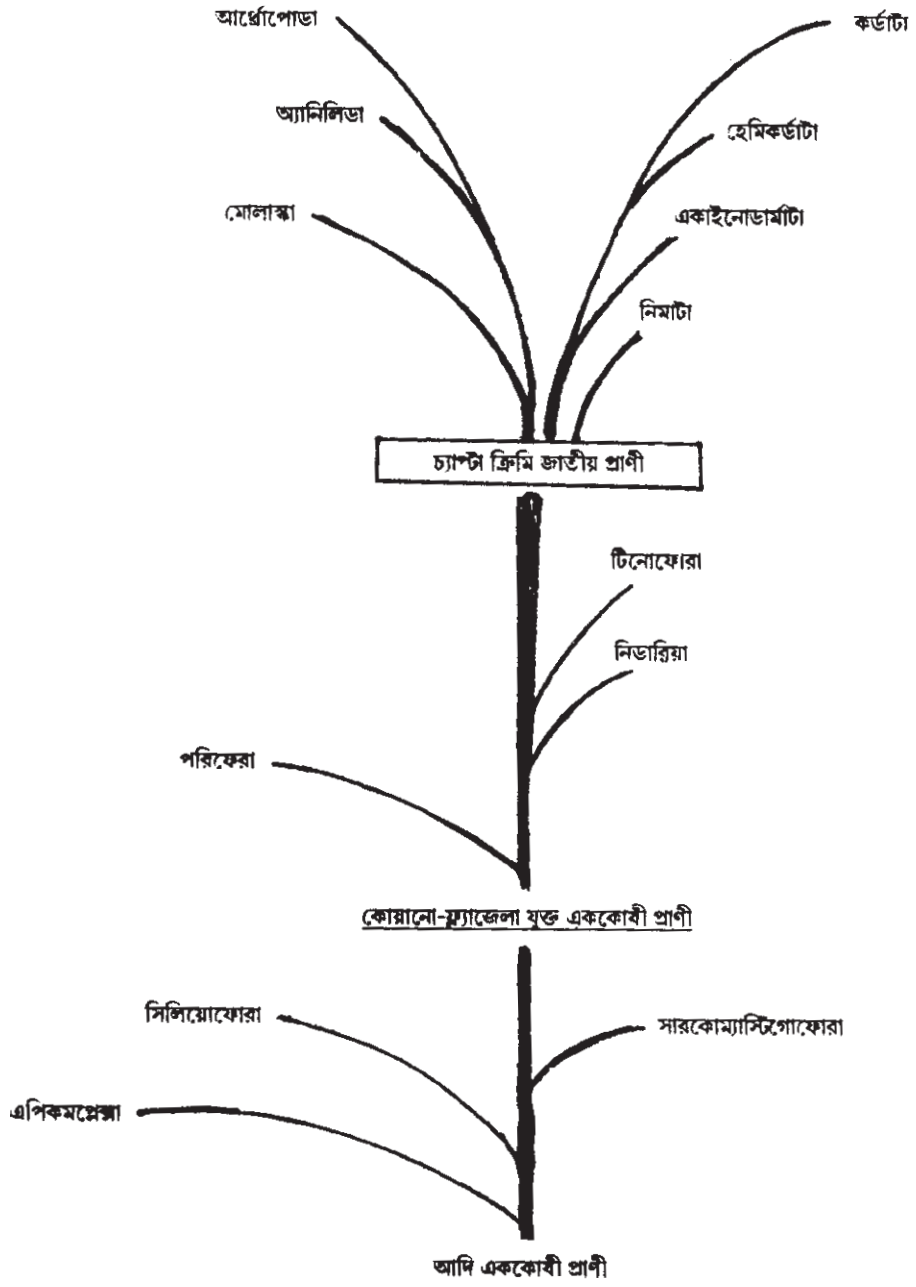 আর্থ্রোপোডা
কর্ডাটা
অ্যানিলিডা
হেমিকর্ডাটা
মোলাস্কা
একাইনোডার্মাটা
নিমাটা
চ্যাপ্টা ক্রিমি জাতীয় প্রাণী
টিনোফোরা
নিডারিয়া
পরিফেরা
কোয়ানো-ফ্ল্যাজেলা যুক্ত এককোষী প্রাণী
সিলিয়োফোরা
সারকোম্যাস্টিগোফোরা
এপিকমপ্লেক্সা
আদি এককোষী প্রাণী